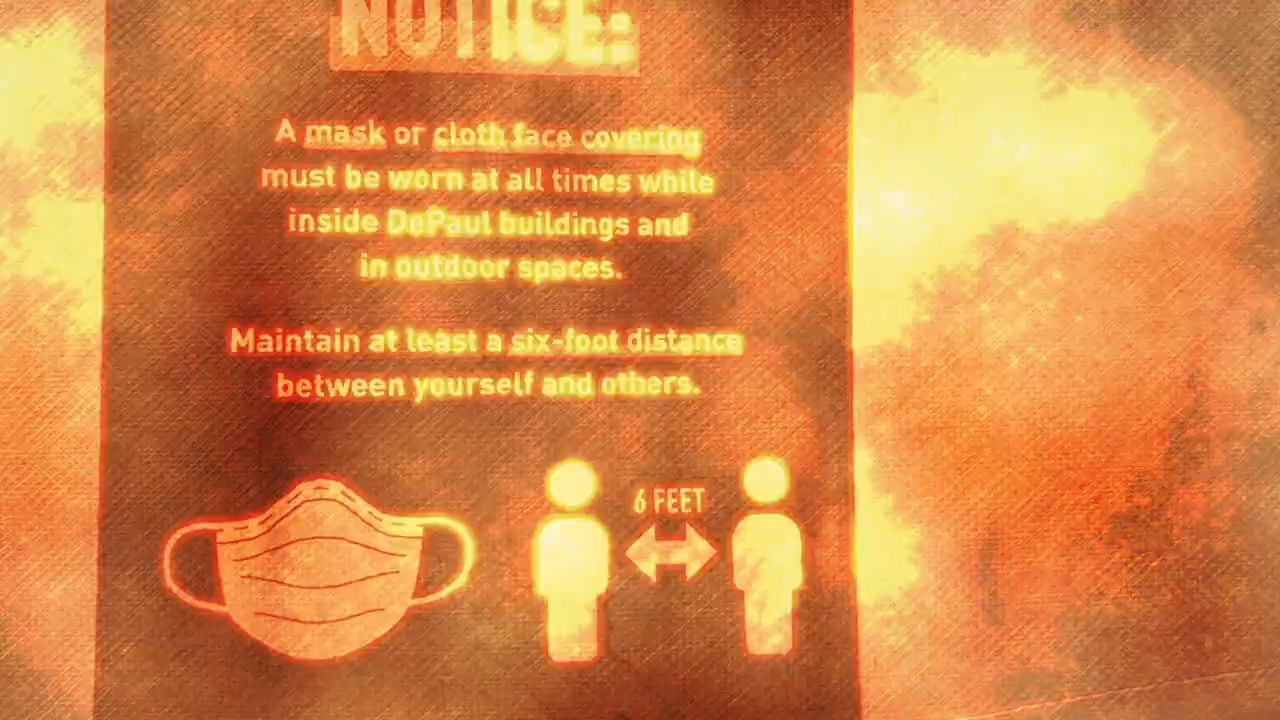 NOTICE:
A mask or cloth face covering
must be worn at all times while
inside DePaul buildings and
in outdoor spaces.
Maintain at least a six-foot distance
between yourself and others.
6 FEET